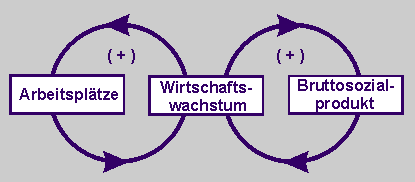 ( + )
( + )
Arbeitsplätze
Wirtschafts-
wachstum
Bruttosozial-
produkt